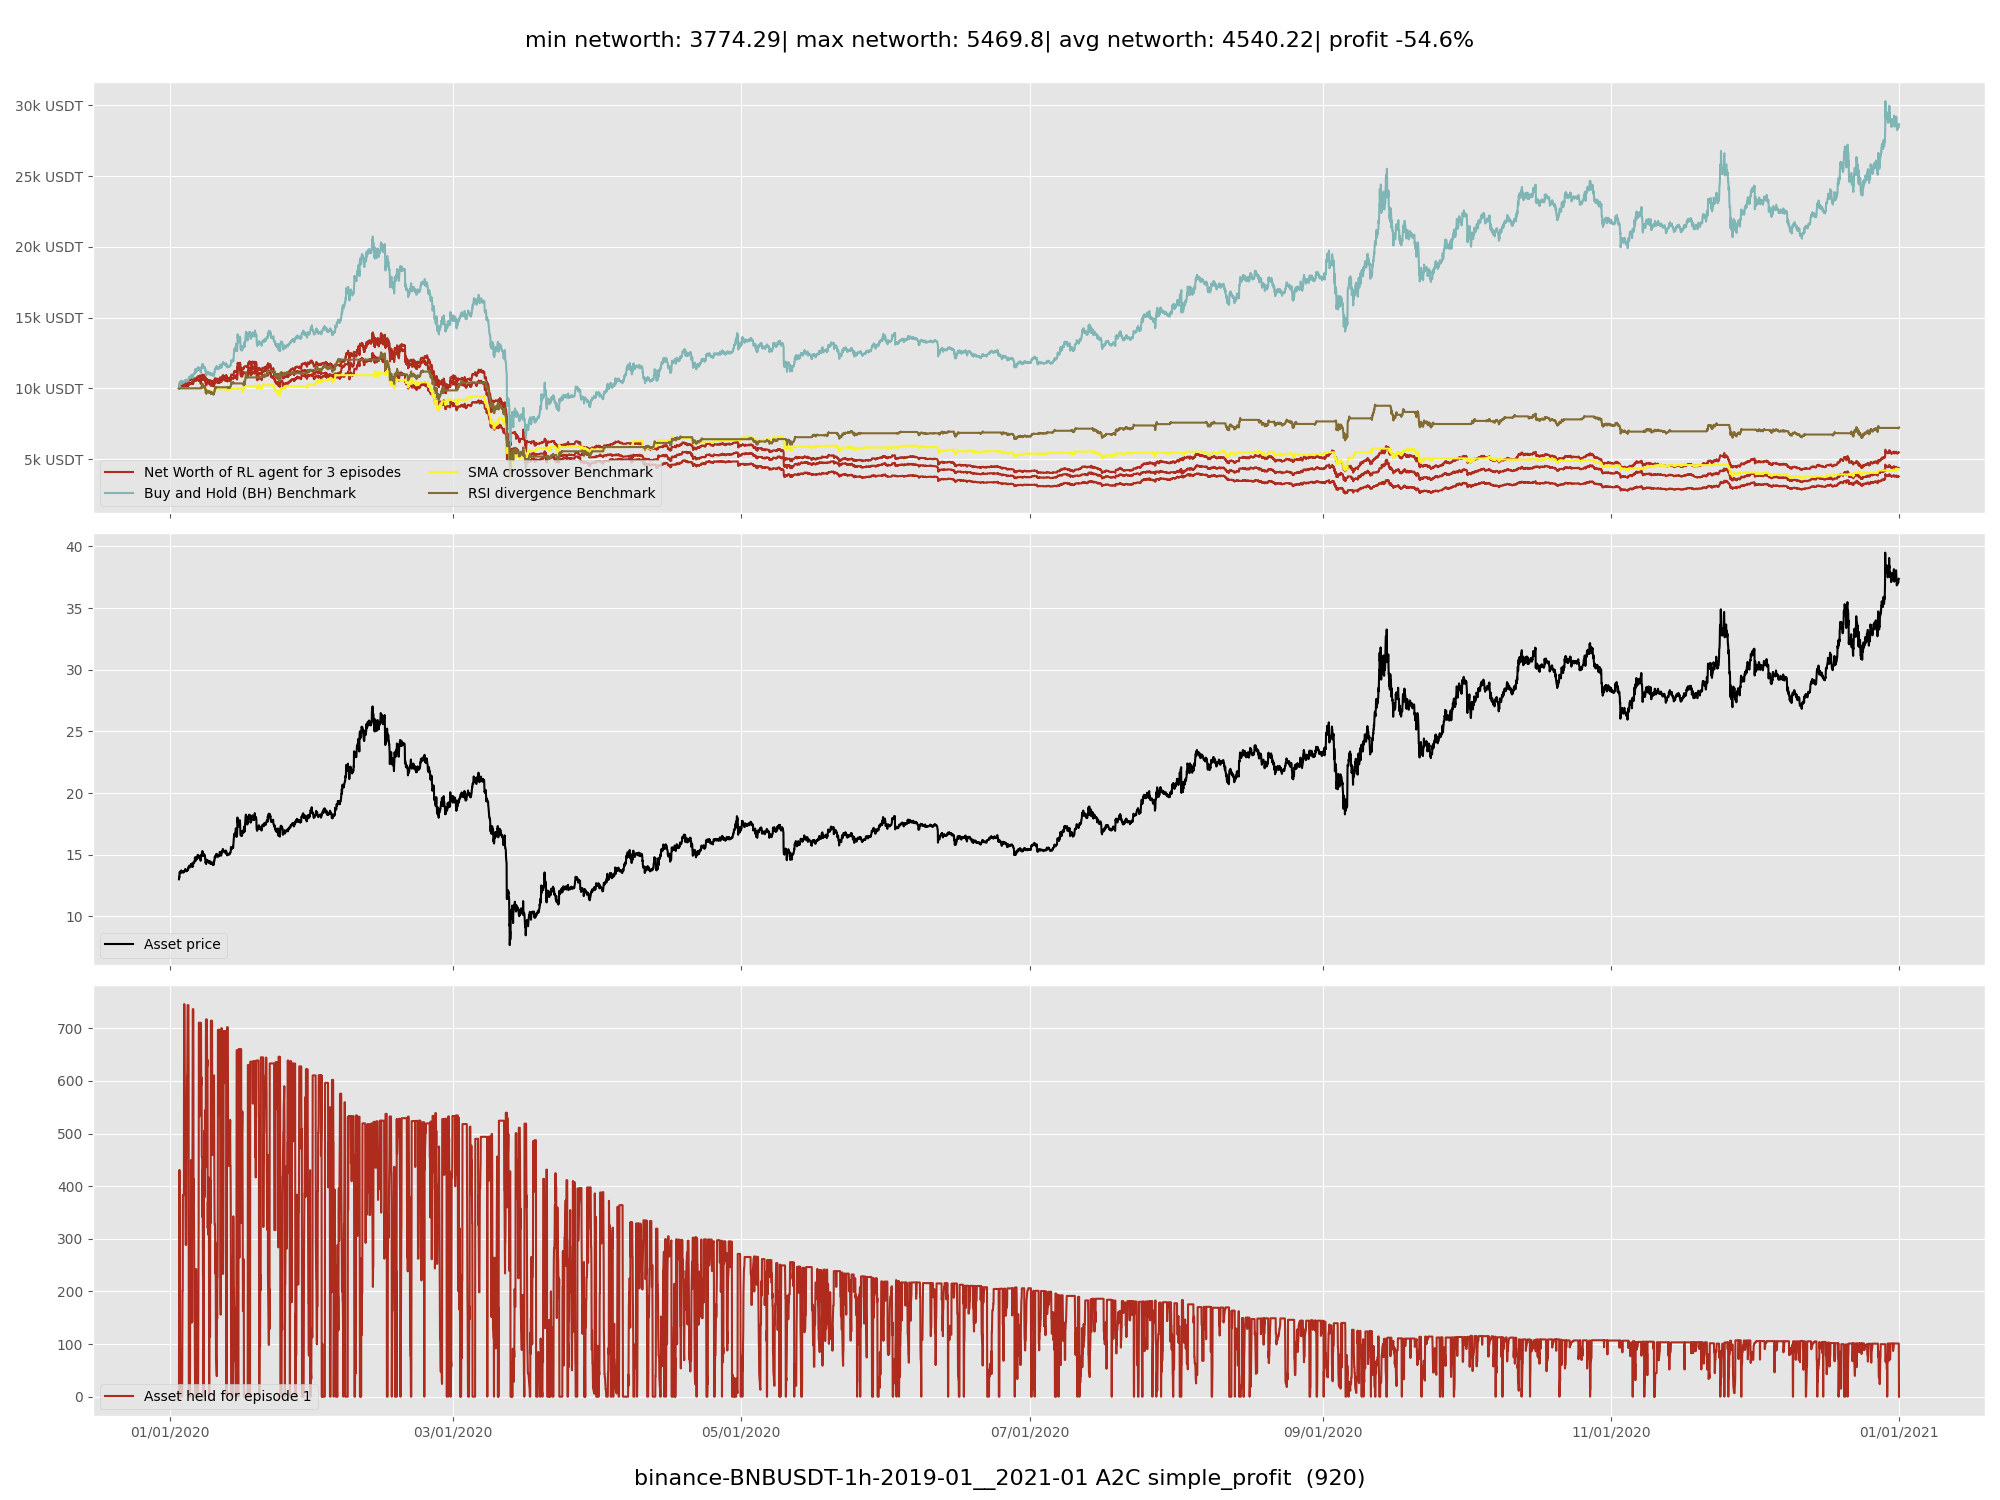 min networth: 3774.29| max networth: 5469.8| avg networth: 4540.22| profit -54.6%
30k USDT
25k USDT
20k USDT
15k USDT
10k USDT
5k USDT
Net Worth of RL agent for 3 episodes
Buy and Hold (BH) Benchmark
SMA crossover Benchmark
RSI divergence Benchmark
40
35
30
25
20
15
10
Asset price
700
600
500
400
300
200
100
0
Asset held for episode 1
01/01/2020 03/01/2020 05/01/2020 07/01/2020 09/01/2020 11/01/2020 01/01/2021
binance-BNBUSDT-1h-2019-01__2021-01 A2C simple_profit (920)